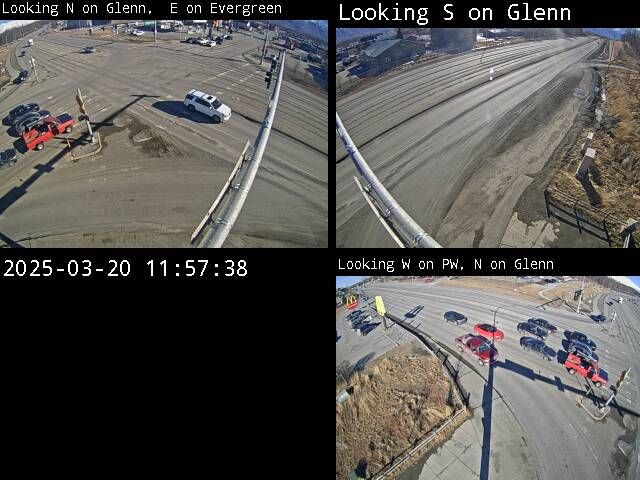 Looking N on Glenn,  E on Evergreen
Looking S on Glenn
2025-03-20 11:57:38
Looking W on PW, N on Glenn